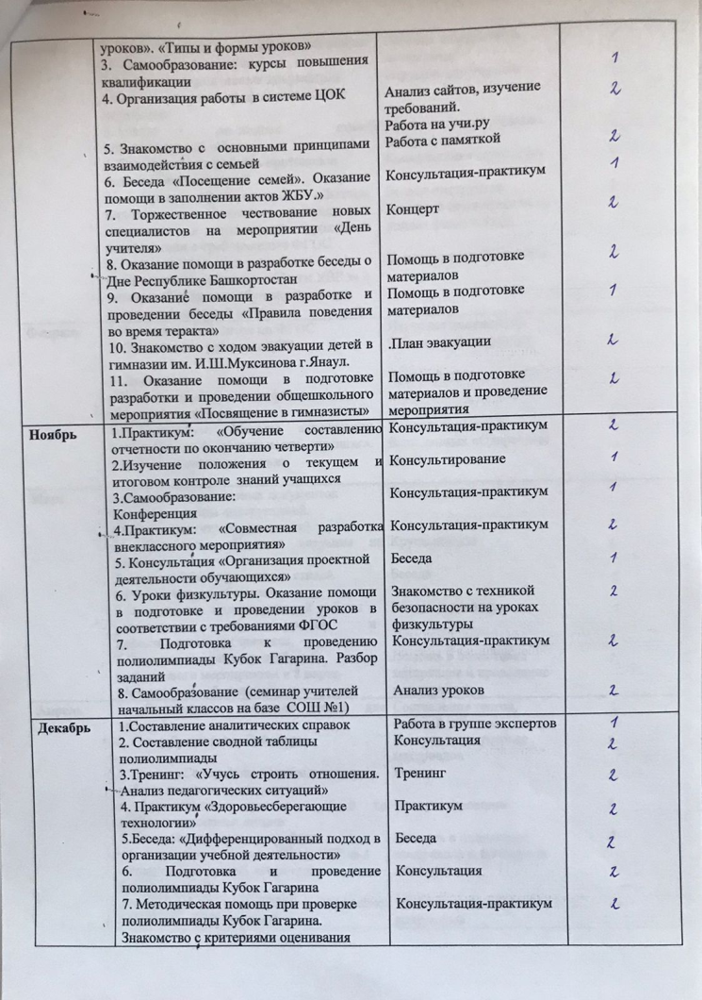 уроков». «Типы и формы уроков»
3. Самообразование: курсы повышения 1
квалификации
4. Организация работы в системе ЦОК Анализ сайтов, изучение 2
требований.
Работа на учи.ру
5. Знакомство с основными принципами Работа с памяткой 2
взаимодействия с семьей
6. Беседа «Посещение семей». Оказание Консультация-практикум 1
помощи в заполнении актов ЖБУ.»
7. Торжественное чествование новых Концерт 2
специалистов на мероприятии «День
учителя»
8. Оказание помощи в разработке беседы о Помощь в подготовке 2
Дне Республике Башкортостан материалов
9. Оказание помощи в разработке и Помощь в подготовке 1
проведении беседы «Правила поведения материалов
во время теракта»
10. Знакомство с ходом эвакуации детей в .План эвакуации 2
гимназии им. И.Ш.Муксинова г.Янаул.
11. Оказание помощи в подготовке Помощь в подготовке 2
разработки и проведении общешкольного материалов и проведение
мероприятия «Посвящение в гимназисты» мероприятия
Ноябрь 1.Практикум: «Обучение составлению Консультация-практикум 2
отчетности по окончанию четверти»
2.Изучение положения о текущем и Консультирование 1
итоговом контроле знаний учащихся
3.Самообразование: Консультация-практикум 1
Конференция
4.Практикум: «Совместная разработка Консультация-практикум 2
внеклассного мероприятия»
5. Консультация «Организация проектной Беседа 1
деятельности обучающихся»
6. Уроки физкультуры. Оказание помощи Знакомство с техникой 2
в подготовке и проведении уроков в безопасности на уроках
соответствии с требованиями ФГОС физкультуры
7. Подготовка к проведению Консультация-практикум 2
полиолимпиады Кубок Гагарина. Разбор
заданий
8. Самообразование (семинар учителей Анализ уроков 2
начальный классов на базе СОШ №1)
Декабрь 1.Составление аналитических справок Работа в группе экспертов 1
2. Составление сводной таблицы Консультация 2
полиолимпиады
3.Тренинг: «Учусь строить отношения. Тренинг 2
Анализ педагогических ситуаций»
4. Практикум «Здоровьесберегающие Практикум 2
технологии»
5.Беседа: «Дифференцированный подход в Беседа 2
организации учебной деятельности»
6. Подготовка и проведение Консультация 2
полиолимпиады Кубок Гагарина
7. Методическая помощь при проверке Консультация-практикум 2
полиолимпиады Кубок Гагарина.
Знакомство с критериями оценивания